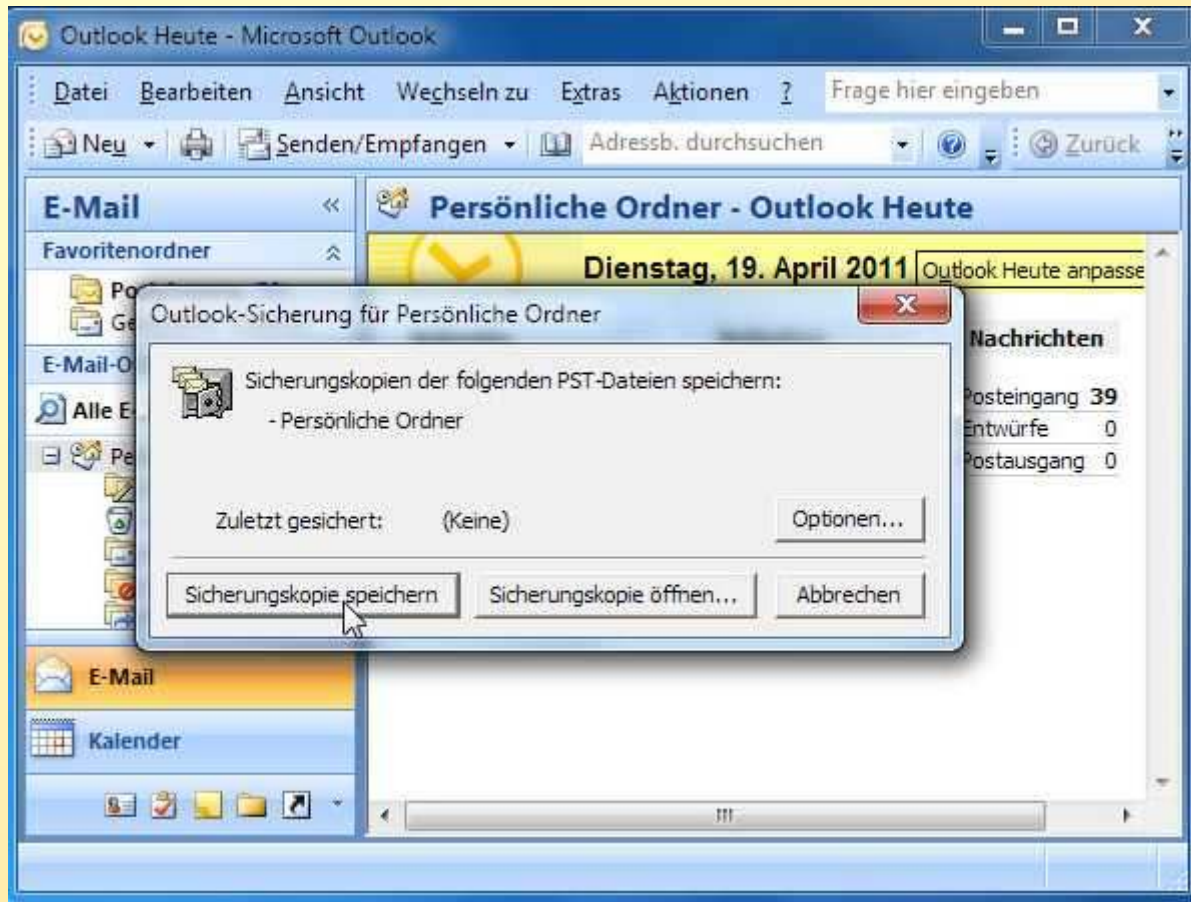 Outlook Heute - Microsoft Outlook
Datei Bearbeiten Ansicht Wechseln zu Extras Aktionen ? Frage hier eingeben
Neu Senden/Empfangen Adressb. durchsuchen Zurück
E-Mail
Persönliche Ordner - Outlook Heute
Favoritenordner
Dienstag, 19. April 2011 Outlook Heute anpasse
Outlook-Sicherung für Persönliche Ordner
Nachrichten
E-Mail-O
Sicherungskopien der folgenden PST-Dateien speichern:
Alle E
- Persönliche Ordner
Posteingang 39
Entwürfe 0
Pe
Postausgang 0
Zuletzt gesichert: (Keine)
Optionen...
Sicherungskopie speichern Sicherungskopie öffnen... Abbrechen
E-Mail
Kalender